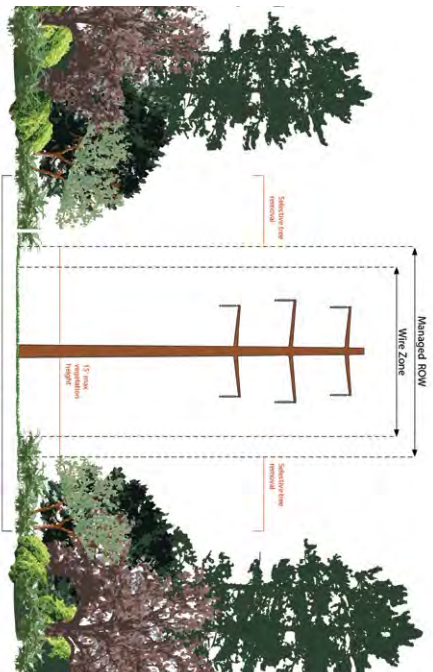 Managed ROW
Wire Zone
Selective tree
removal
Selective tree
removal
15' max
vegetation
height